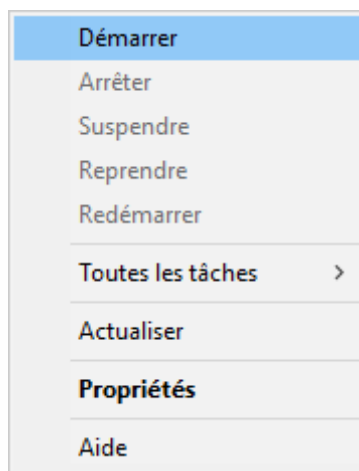 Démarrer
Arrêter
Suspendre
Reprendre
Redémarrer
Toutes les tâches
Actualiser
Propriétés
Aide